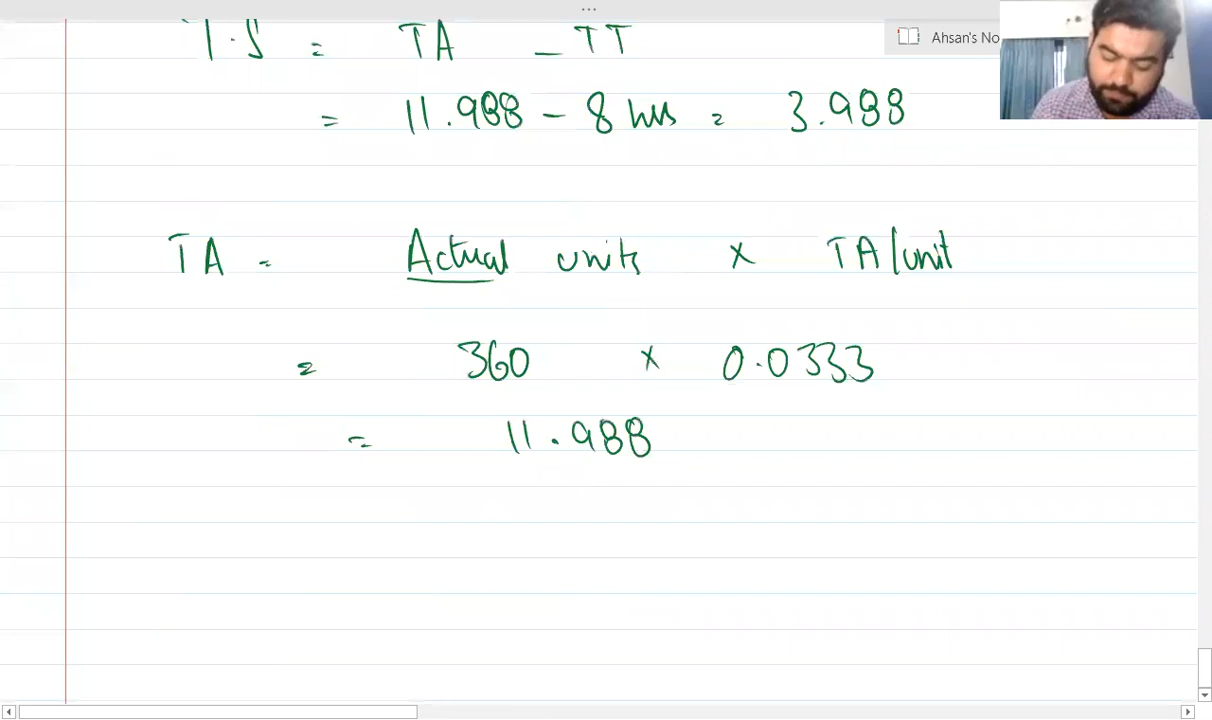 T.S = TA - TT
Ahsan's No
= 11.988 - 8 hrs = 3.988
TA = Actual units x TA/unit
= 360 x 0.0333
= 11.988